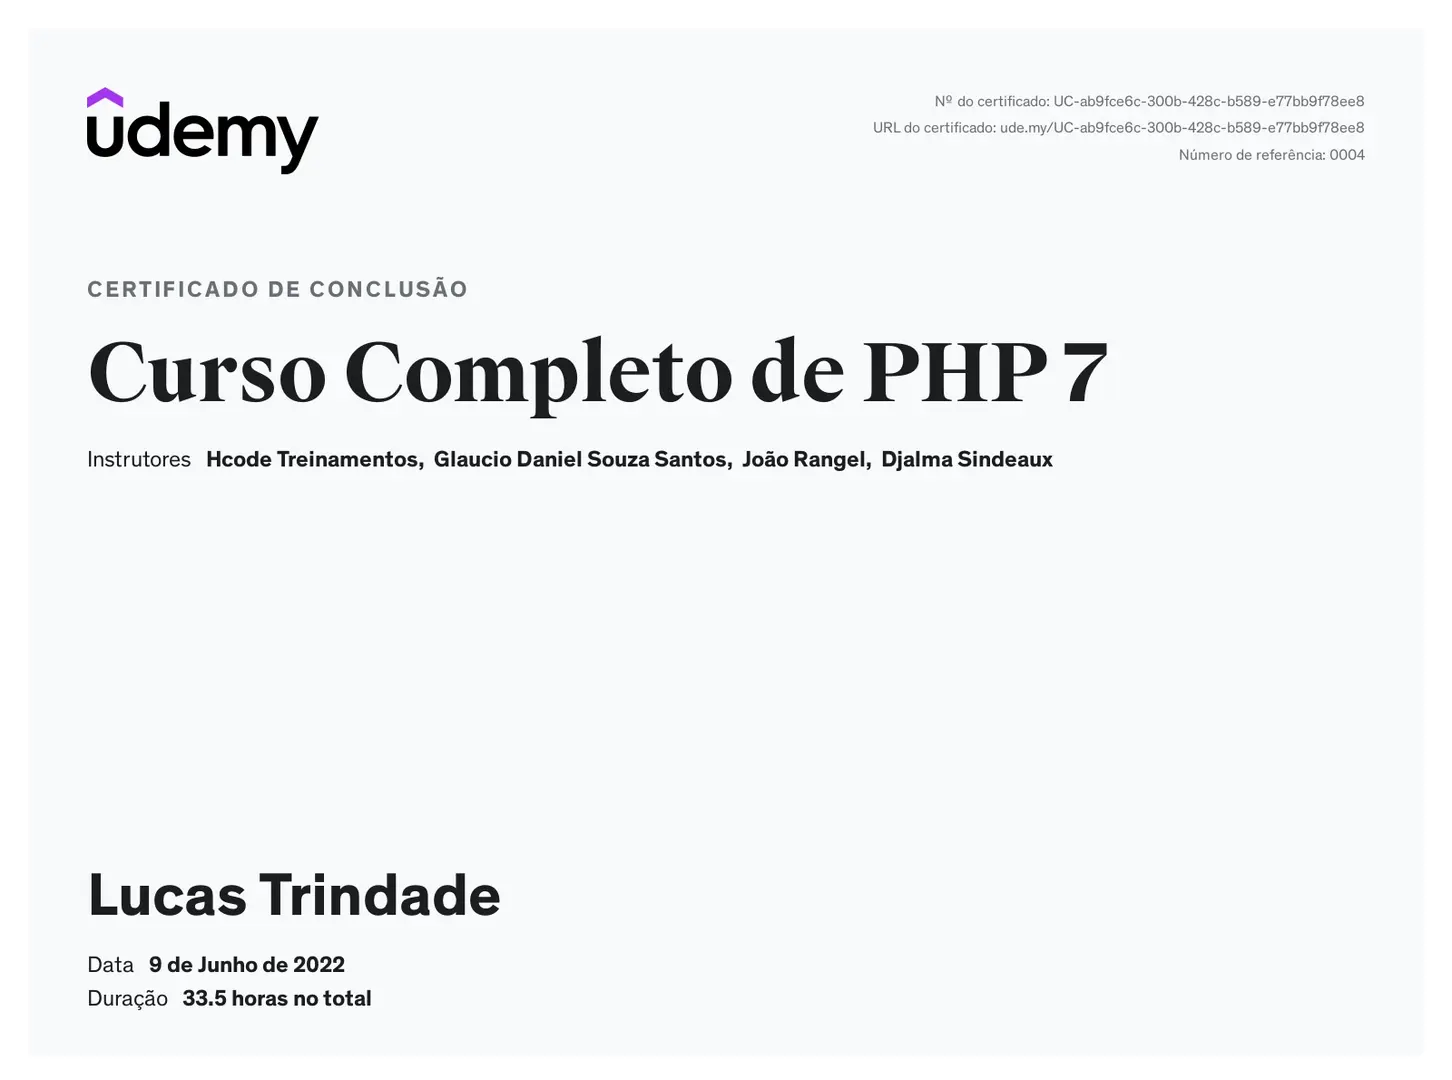 udemy
Nº do certificado: UC-ab9fce6c-300b-428c-b589-e77bb9f78ee8
URL do certificado: ude.my/UC-ab9fce6c-300b-428c-b589-e77bb9f78ee8
Número de referência: 0004
CERTIFICADO DE CONCLUSÃO
Curso Completo de PHP 7
Instrutores Hcode Treinamentos, Glaucio Daniel Souza Santos, João Rangel, Djalma Sindeaux
Lucas Trindade
Data 9 de Junho de 2022
Duração 33.5 horas no total